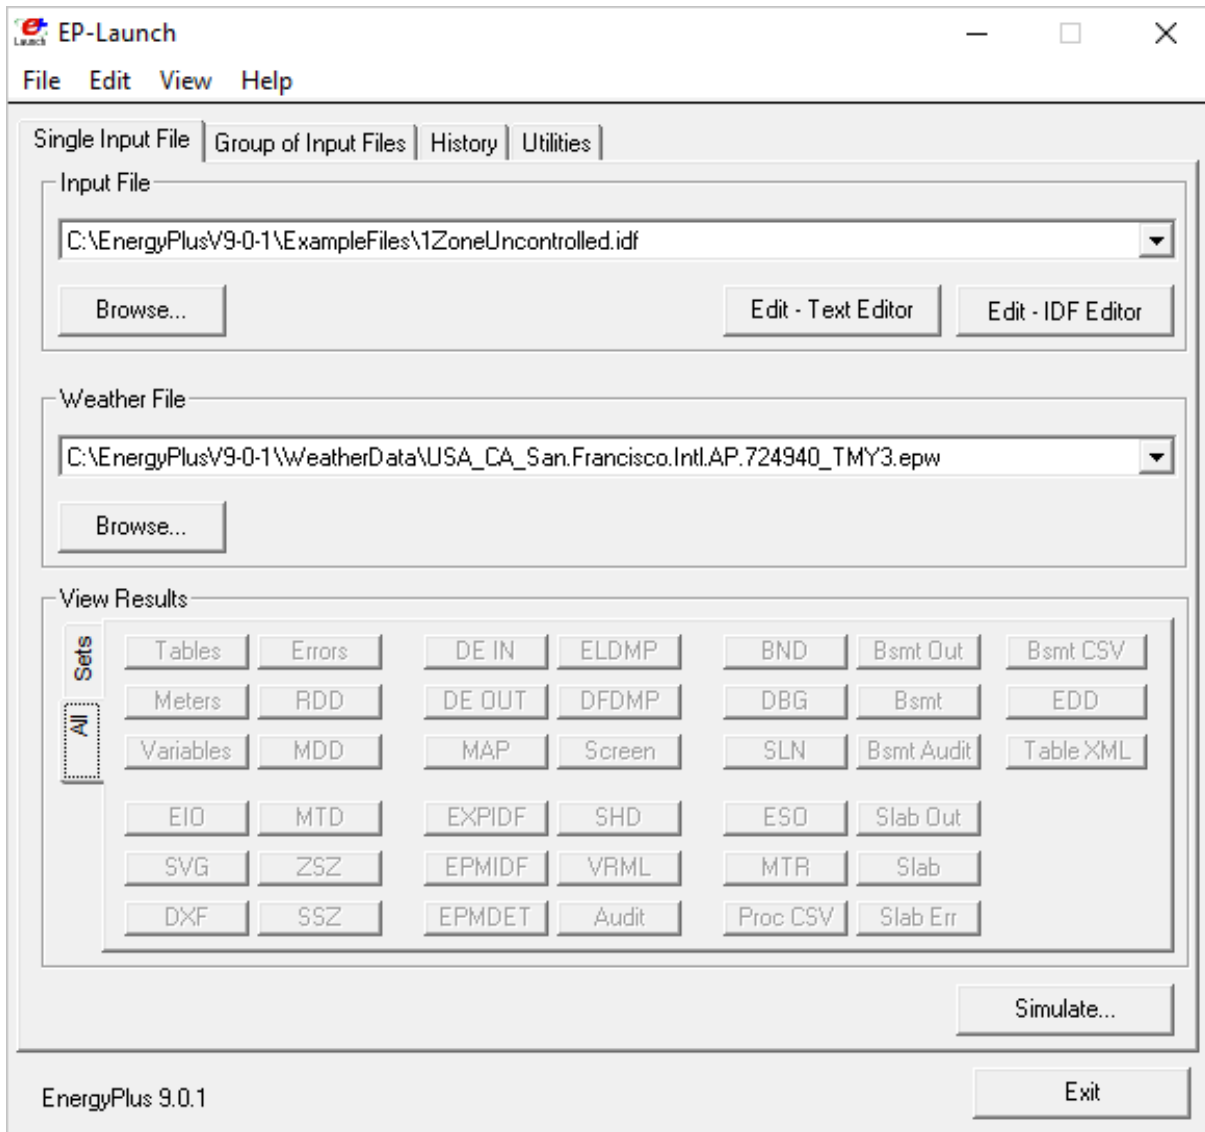 EP-Launch
File Edit View Help
Single Input File Group of Input Files History Utilities
Input File
C:\EnergyPlusV9-0-1\ExampleFiles\1ZoneUncontrolled.idf
Browse... Edit - Text Editor Edit - IDF Editor
Weather File
C:\EnergyPlusV9-0-1\WeatherData\USA_CA_San.Francisco.Intl.AP.724940_TMY3.epw
Browse...
View Results
Sets
All
Tables Errors DE IN ELDMP BND Bsmt Out Bsmt CSV
Meters RDD DE OUT DFDMP DBG Bsmt EDD
Variables MDD MAP Screen SLN Bsmt Audit Table XML
EIO MTD EXPIDF SHD ESO Slab Out
SVG ZSZ EPMIDF VRML MTR Slab
DXF SSZ EPMDET Audit Proc CSV Slab Err
Simulate...
EnergyPlus 9.0.1 Exit